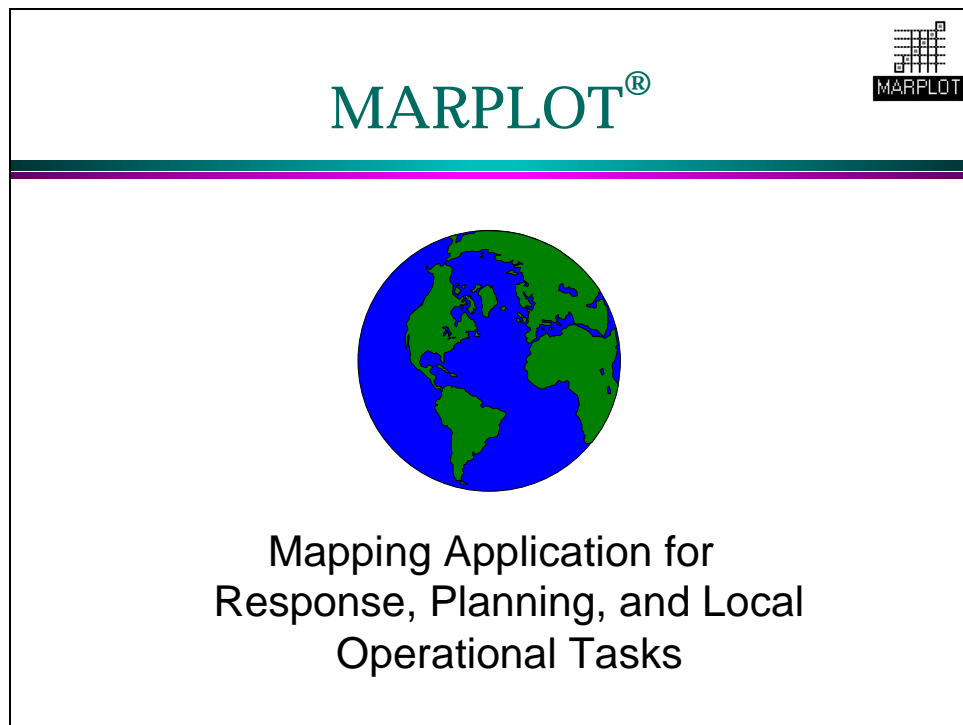 MARPLOT®
MARPLOT
Mapping Application for
Response, Planning, and Local
Operational Tasks